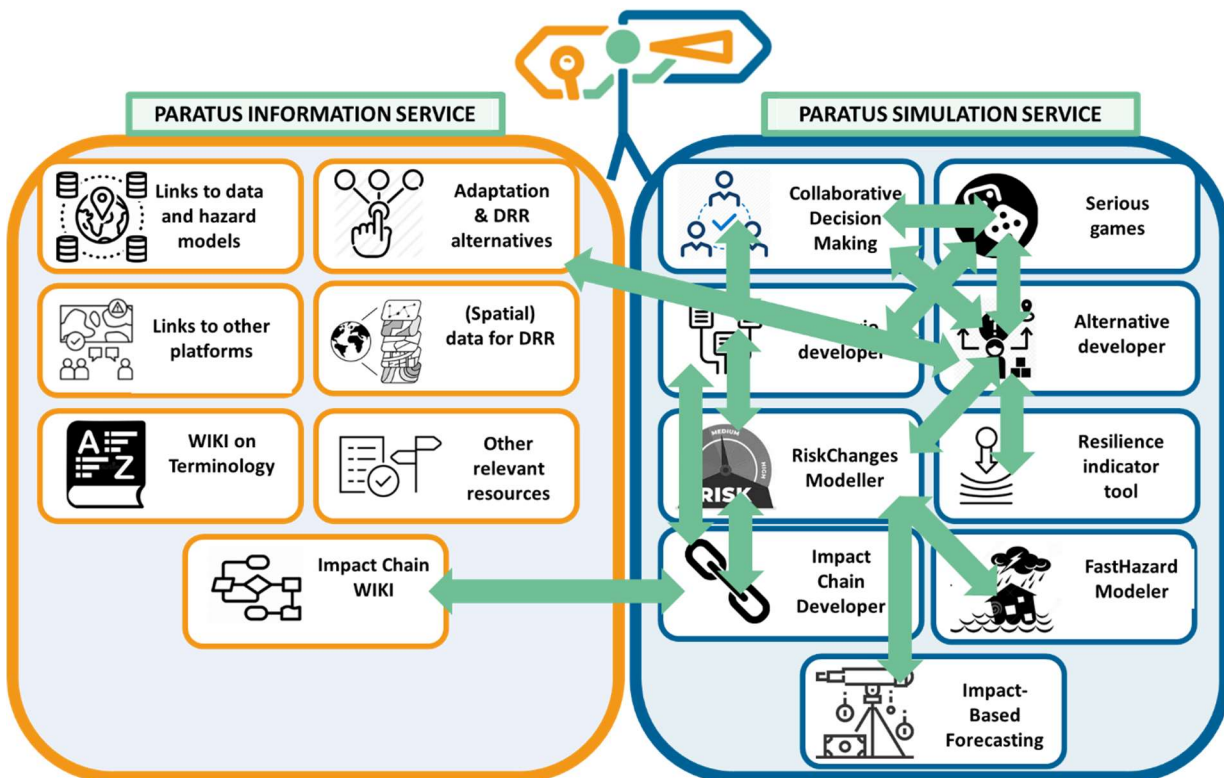 PARATUS INFORMATION SERVICE
Links to data
and hazard
models
Adaptation
& DRR
alternatives
Links to other
platforms
(Spatial)
data for DRR
A
Z
WIKI on
Terminology
Other
relevant
resources
Impact Chain
WIKI
PARATUS SIMULATION SERVICE
Collaborative
Decision
Making
Serious
games
developer
Alternative
developer
MEDIUM
HIGH
RISK
RiskChanges
Modeller
Resilience
indicator
tool
Impact
Chain
Developer
FastHazard
Modeler
Impact-
Based
Forecasting